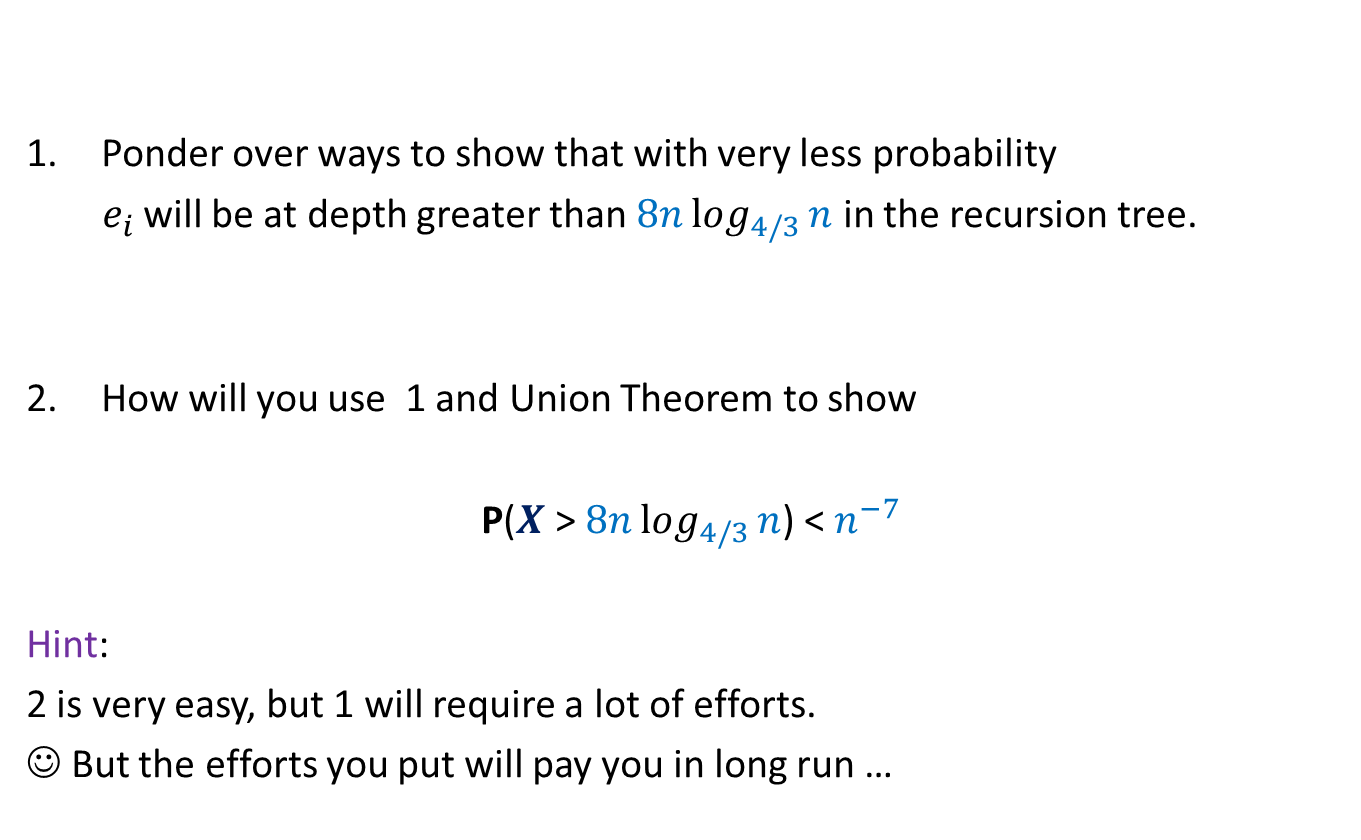 1. Ponder over ways to show that with very less probability
e_i will be at depth greater than 8n log_{4/3} n in the recursion tree.
2. How will you use 1 and Union Theorem to show
P(X > 8n log_{4/3} n) < n^{−7}
Hint:
2 is very easy, but 1 will require a lot of efforts.
☺ But the efforts you put will pay you in long run ...